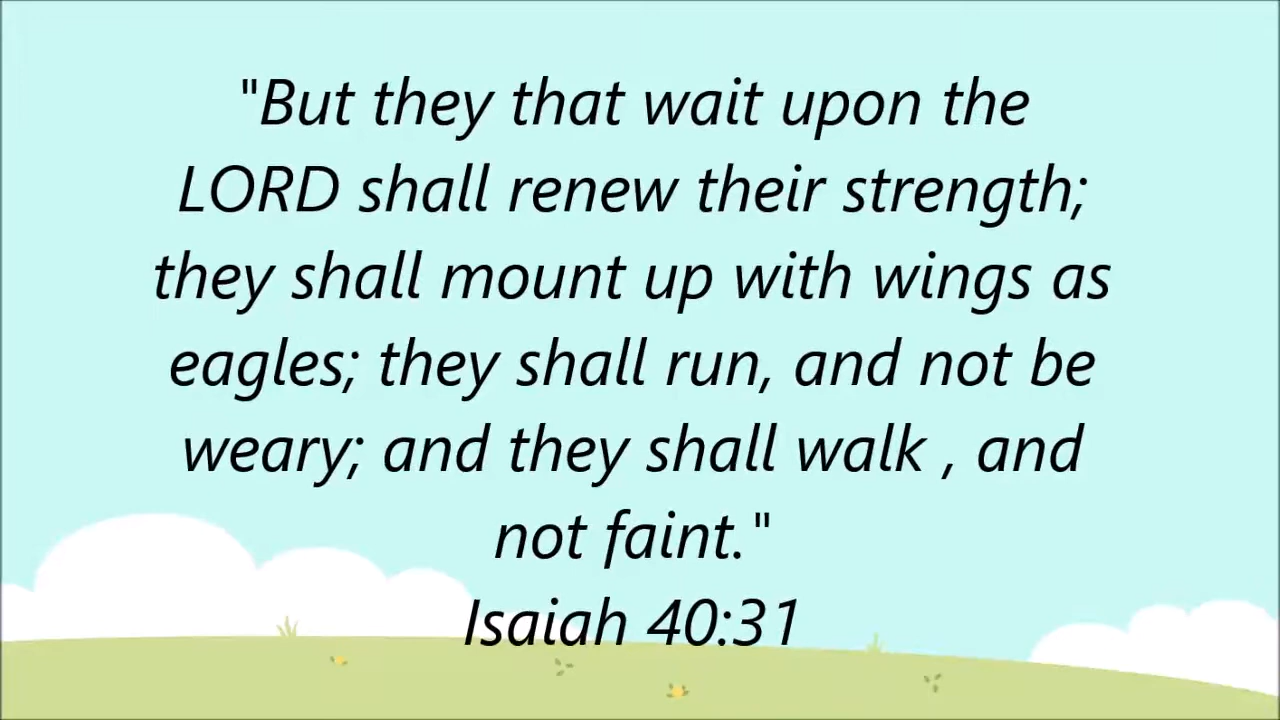 "But they that wait upon the
LORD shall renew their strength;
they shall mount up with wings as
eagles; they shall run, and not be
weary; and they shall walk , and
not faint."
Isaiah 40:31